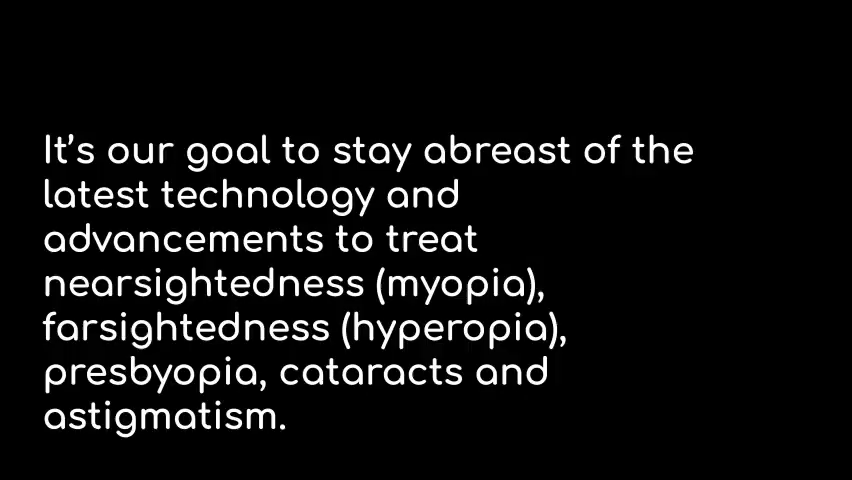 It’s our goal to stay abreast of the
latest technology and
advancements to treat
nearsightedness (myopia),
farsightedness (hyperopia),
presbyopia, cataracts and
astigmatism.